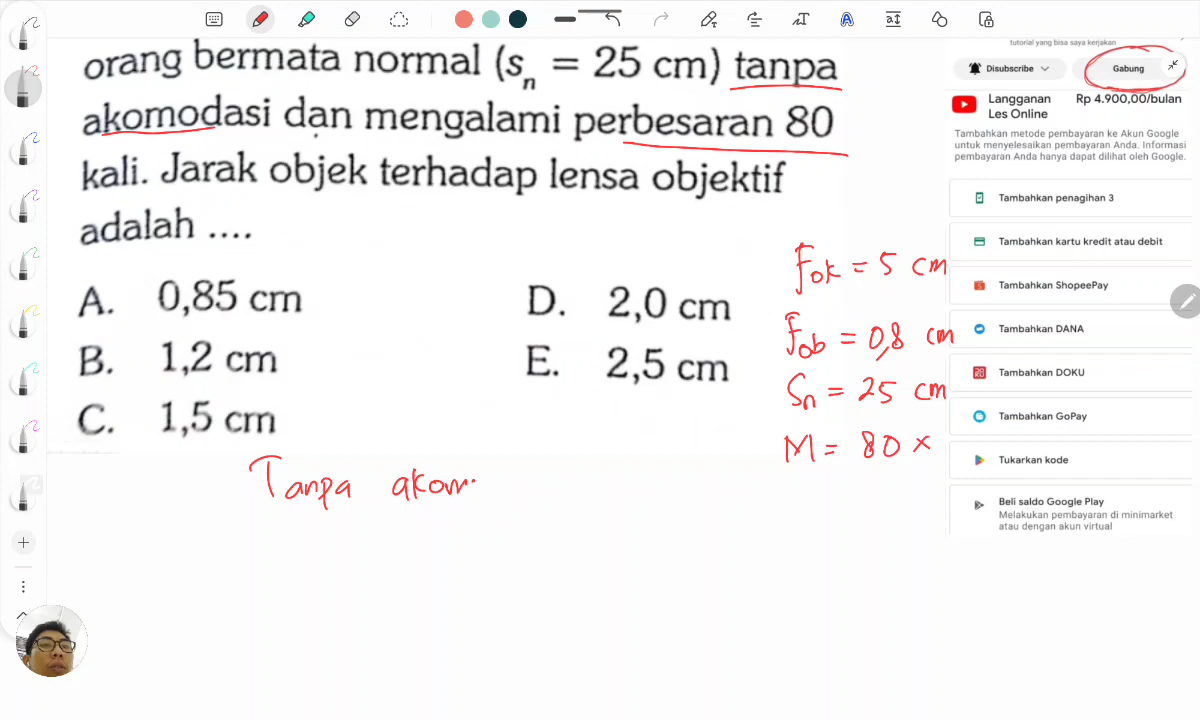 orang bermata normal (sn = 25 cm) tanpa
akomodasi dan mengalami perbesaran 80
kali. Jarak objek terhadap lensa objektif
adalah ....
A. 0,85 cm
B. 1,2 cm
C. 1,5 cm
D. 2,0 cm
E. 2,5 cm
fok = 5 cm
fob = 0,8 cm
Sn = 25 cm
M = 80 ×
Tanpa akom
tutorial yang bisa saya kerjakan
Disubscribe
Gabung
Langganan
Les Online
Rp 4.900,00/bulan
Tambahkan metode pembayaran ke Akun Google
untuk menyelesaikan pembayaran Anda. Informasi
pembayaran Anda hanya dapat dilihat oleh Google.
Tambahkan penagihan 3
Tambahkan kartu kredit atau debit
Tambahkan ShopeePay
Tambahkan DANA
Tambahkan DOKU
Tambahkan GoPay
Tukarkan kode
Beli saldo Google Play
Melakukan pembayaran di minimarket
atau dengan akun virtual